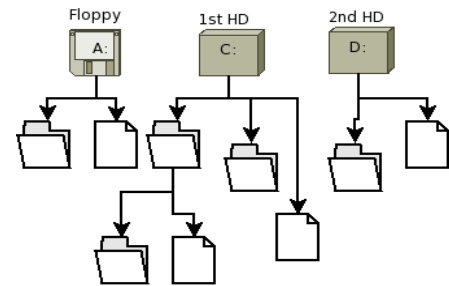 Floppy
1st HD
2nd HD
A:
C:
D: